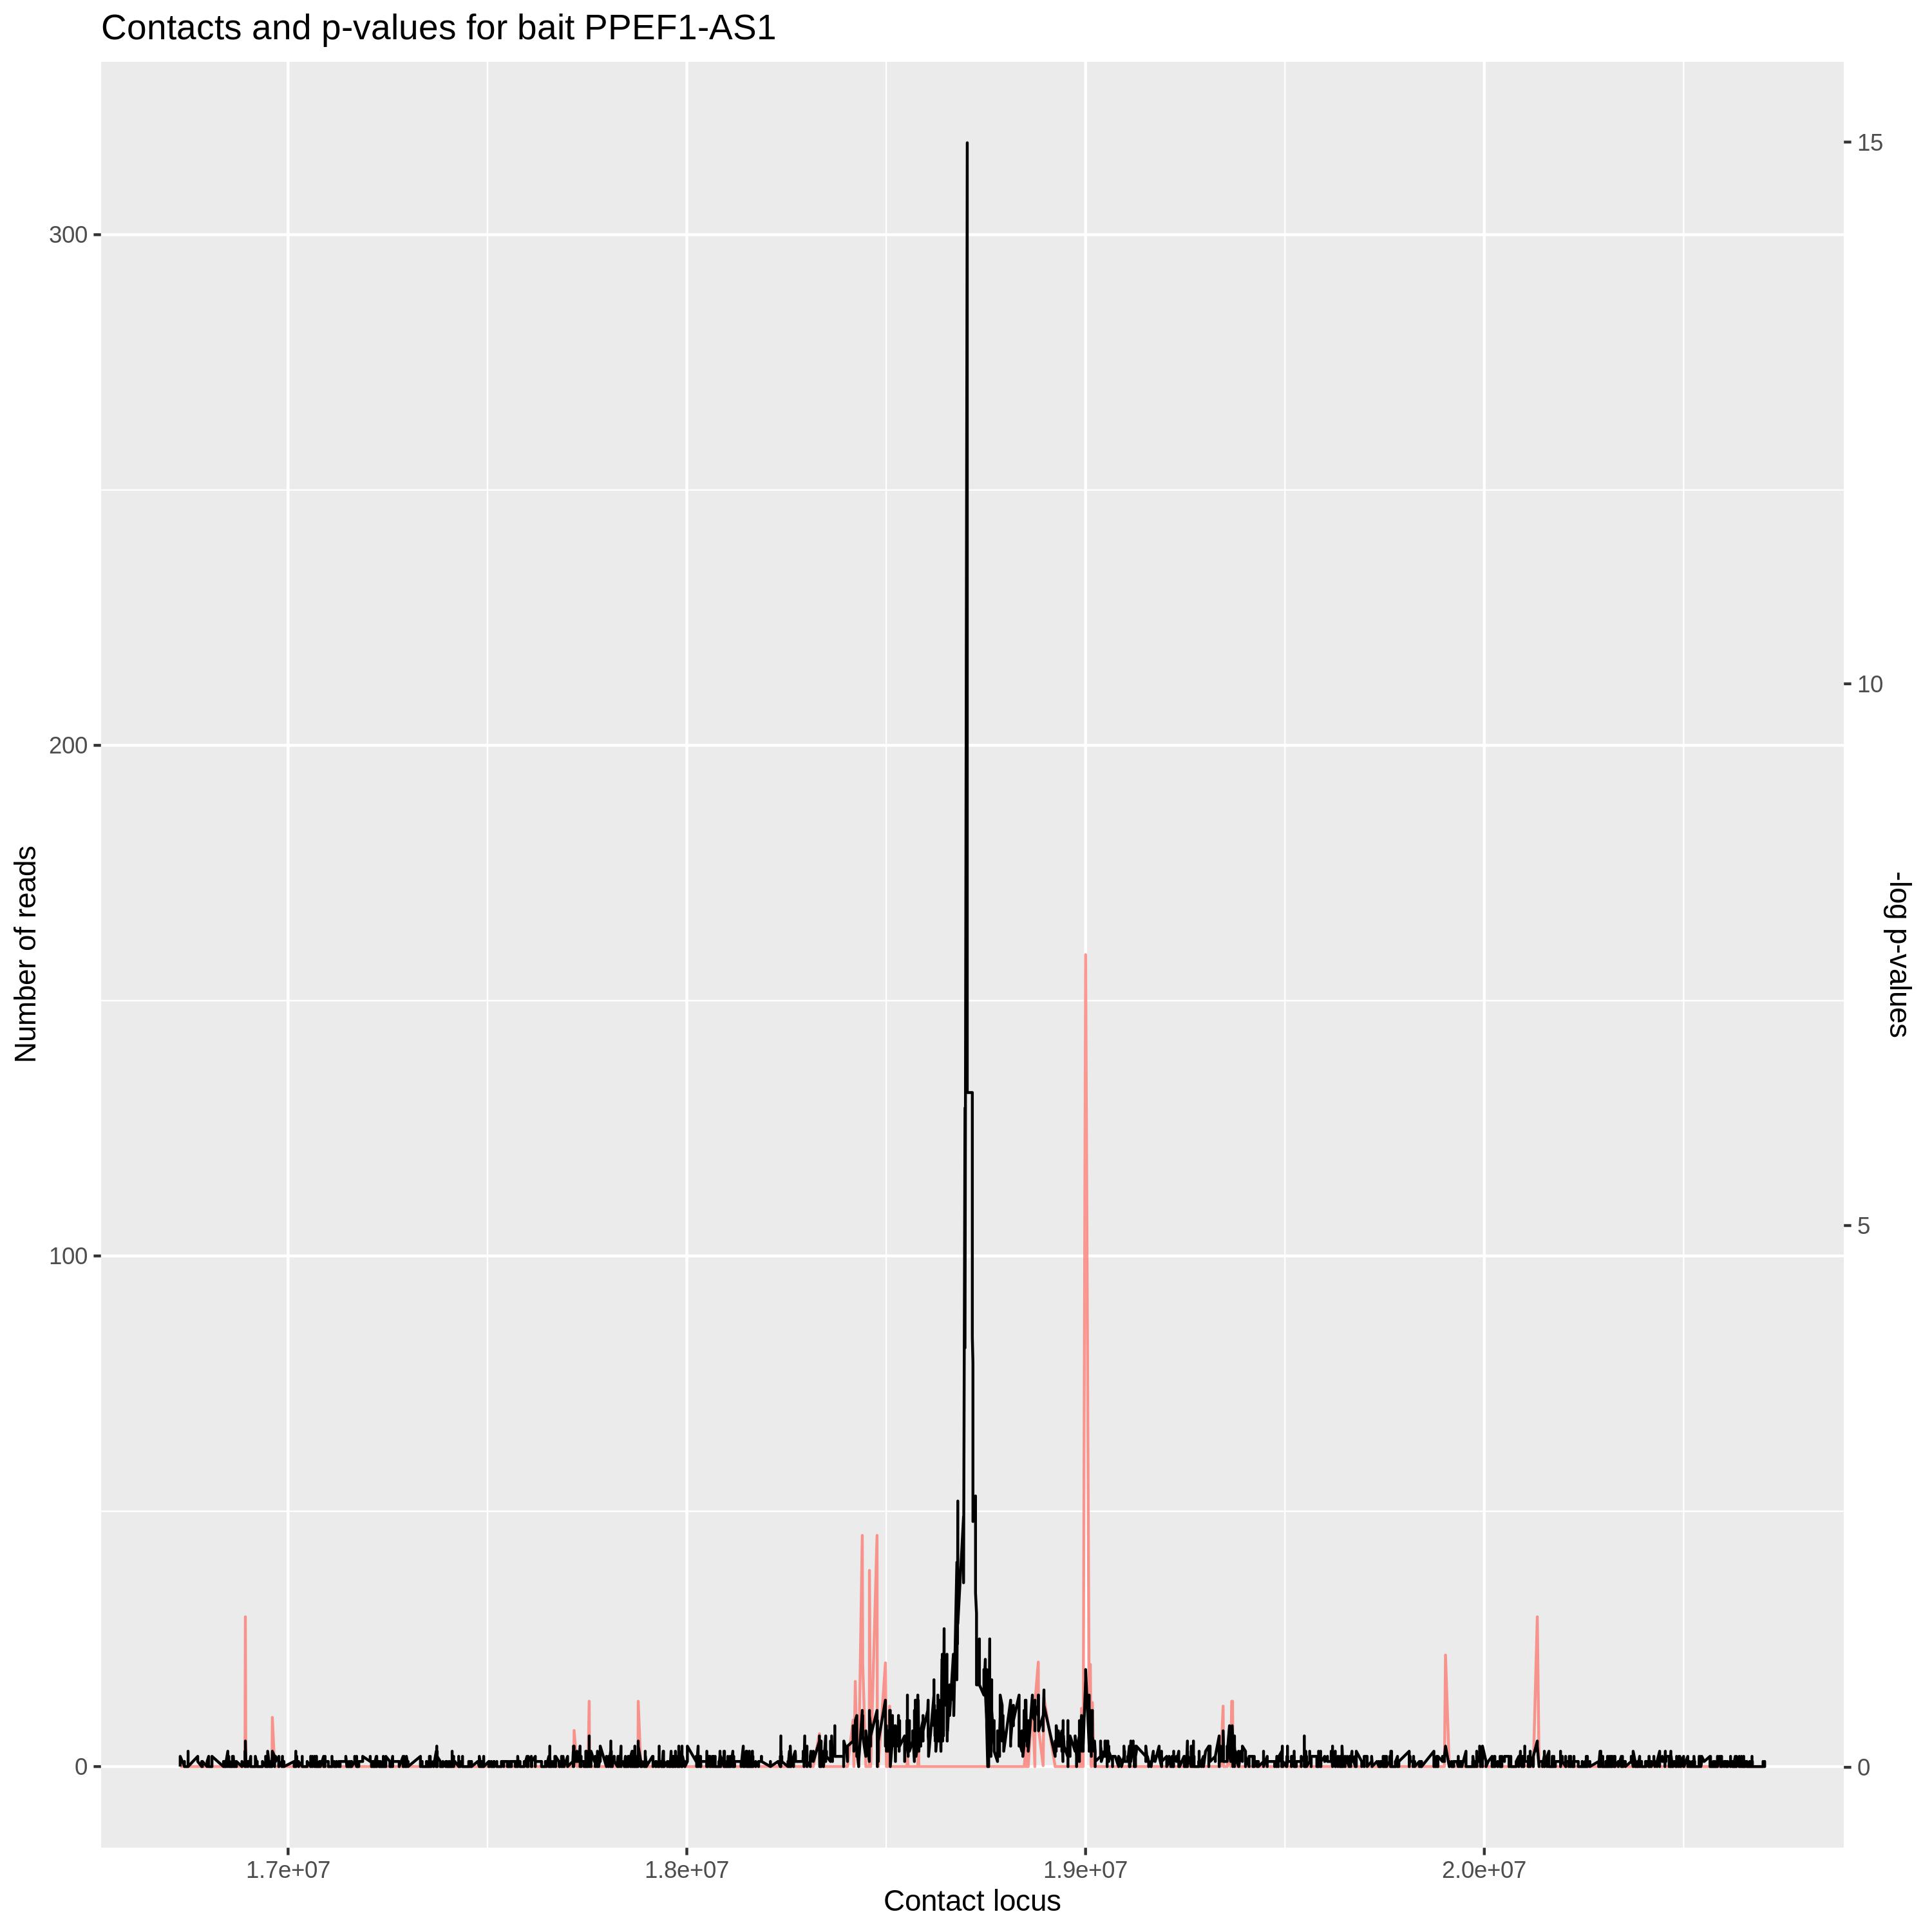 Contacts and p-values for bait PPEF1-AS1
300
200
100
0
Number of reads
15
10
5
0
-log p-values
1.7e+07
1.8e+07
1.9e+07
2.0e+07
Contact locus